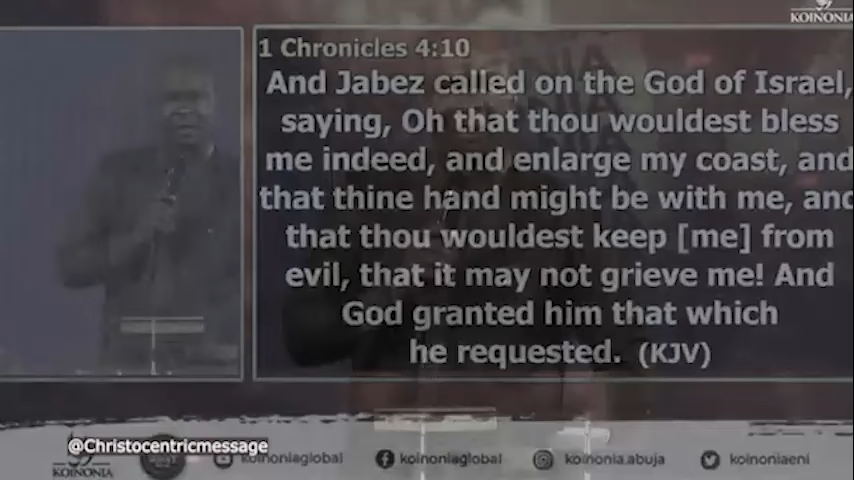 KOINONIA
1 Chronicles 4:10
And Jabez called on the God of Israel,
saying, Oh that thou wouldest bless
me indeed, and enlarge my coast, and
that thine hand might be with me, and
that thou wouldest keep [me] from
evil, that it may not grieve me! And
God granted him that which
he requested. (KJV)
@Christocentricmessage
KOINONIA
koinoniaglobal
koinoniaglobal
koinonia.abuja
koinoniaeni